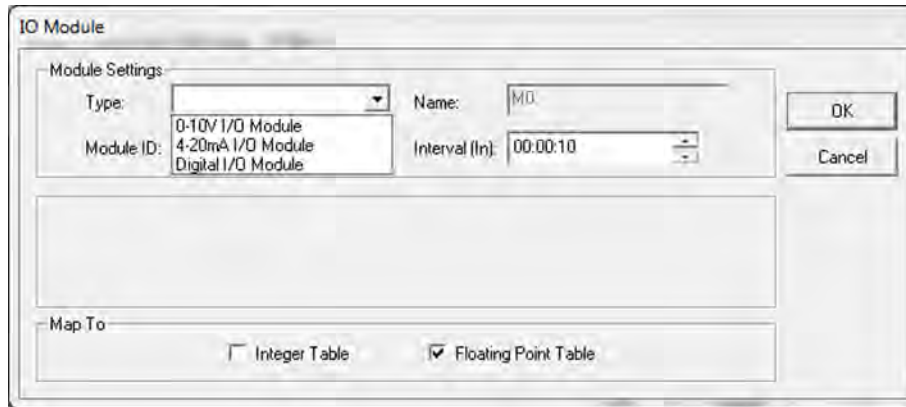 IO Module
Module Settings
Type:
Name:
M0
OK
0-10V I/O Module
4-20mA I/O Module
Digital I/O Module
Module ID:
Interval (In):
00:00:10
Cancel
Map To
Integer Table
Floating Point Table